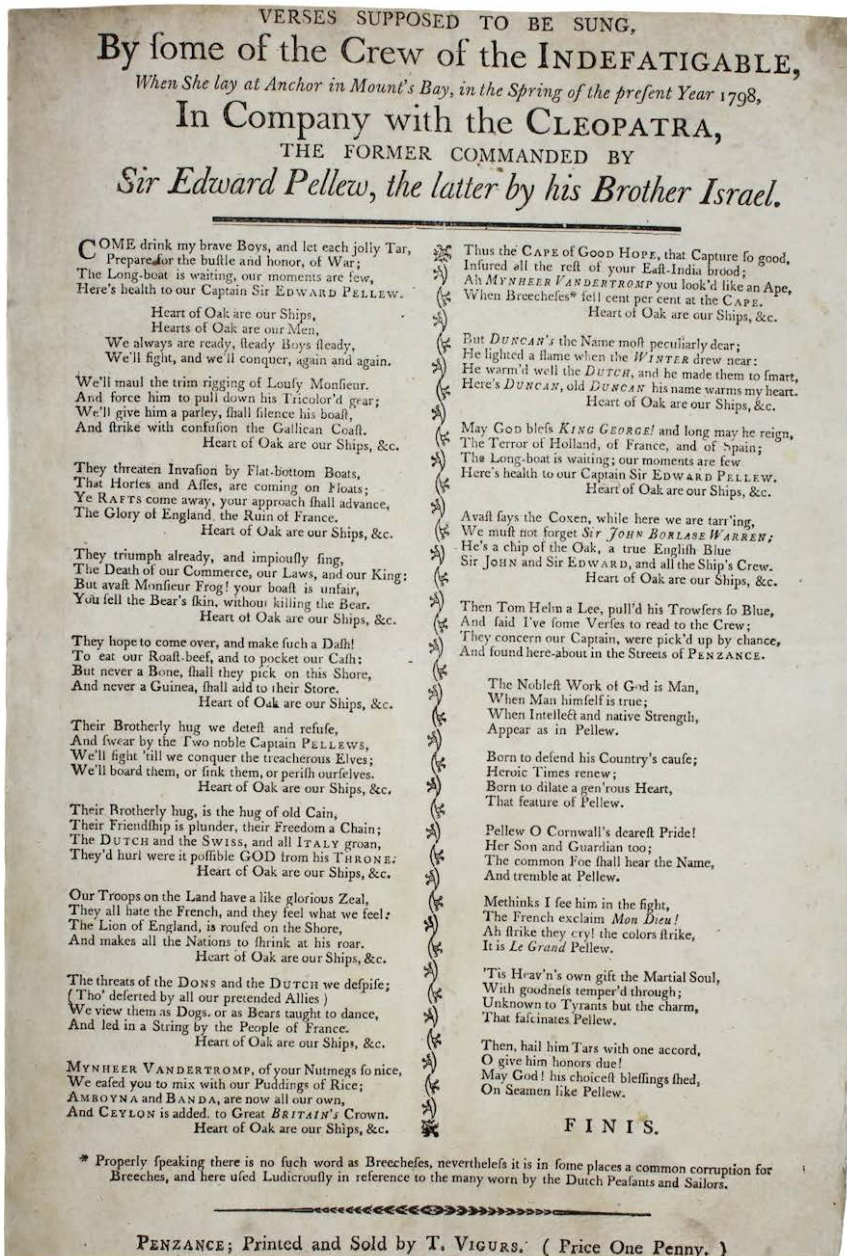 VERSES SUPPOSED TO BE SUNG,
By ſome of the Crew of the INDEFATIGABLE,
When She lay at Anchor in Mount's Bay, in the Spring of the preſent Year 1798,
In Company with the CLEOPATRA,
THE FORMER COMMANDED BY
Sir Edward Pellew, the latter by his Brother Israel.
COME drink my brave Boys, and let each jolly Tar,
Prepare for the buſtle and honor, of War;
The Long-boat is waiting, our moments are few,
Here's health to our Captain Sir EDWARD PELLEW.
Heart of Oak are our Ships,
Hearts of Oak are our Men,
We always are ready, ſteady Boys ſteady,
We'll fight, and we'll conquer, again and again.
We'll maul the trim rigging of Louſy Monſieur.
And force him to pull down his Tricolor'd gear;
We'll give him a parley, ſhall ſilence his boaſt,
And ſtrike with confuſion the Gallican Coaſt.
Heart of Oak are our Ships, &c.
They threaten Invaſion by Flat-bottom Boats,
That Horſes and Aſſes, are coming on Floats;
Ye RAFTS come away, your approach ſhall advance,
The Glory of England, the Ruin of France.
Heart of Oak are our Ships, &c.
They triumph already, and impiouſly ſing,
The Death of our Commerce, our Laws, and our King:
But avaſt Monſieur Frog! your boaſt is unfair,
You ſell the Bear's ſkin, without killing the Bear.
Heart of Oak are our Ships, &c.
They hope to come over, and make ſuch a Daſh!
To eat our Roaſt-beef, and to pocket our Caſh:
But never a Bone, ſhall they pick on this Shore,
And never a Guinea, ſhall add to their Store.
Heart of Oak are our Ships, &c.
Their Brotherly hug we deteſt and refuſe,
And ſwear by the Two noble Captain PELLEWS,
We'll fight 'till we conquer the treacherous Elves;
We'll board them, or ſink them, or periſh ourſelves.
Heart of Oak are our Ships, &c.
Their Brotherly hug, is the hug of old Cain,
Their Friendſhip is plunder, their Freedom a Chain;
The DUTCH and the SWISS, and all ITALY groan,
They'd hurl were it poſſible GOD from his THRONE:
Heart of Oak are our Ships, &c.
Our Troops on the Land have a like glorious Zeal,
They all hate the French, and they feel what we feel:
The Lion of England, is rouſed on the Shore,
And makes all the Nations to ſhrink at his roar.
Heart of Oak are our Ships, &c.
The threats of the DONS and the DUTCH we deſpiſe;
(Tho' deſerted by all our pretended Allies)
We view them as Dogs. or as Bears taught to dance,
And led in a String by the People of France.
Heart of Oak are our Ships, &c.
MYNHEER VANDERTROMP, of your Nutmegs ſo nice,
We eaſed you to mix with our Puddings of Rice;
AMBOYNA and BANDA, are now all our own,
And CEYLON is added. to Great BRITAIN's Crown.
Heart of Oak are our Ships, &c.
Thus the CAPE of GOOD HOPE, that Capture ſo good,
Inſured all the reſt of your Eaſt-India brood;
Ah MYNHEER VANDERTROMP you look'd like an Ape,
When Breecheſes* fell cent per cent at the CAPE.
Heart of Oak are our Ships, &c.
But DUNCAN's the Name moſt peculiarly dear;
He lighted a flame when the WINTER drew near:
He warm'd well the DUTCH, and he made them to ſmart,
Here's DUNCAN, old DUNCAN his name warms my heart.
Heart of Oak are our Ships, &c.
May GOD bleſs KING GEORGE! and long may he reign,
The Terror of Holland, of France, and of Spain;
The Long-boat is waiting; our moments are few
Here's health to our Captain Sir EDWARD PELLEW.
Heart of Oak are our Ships, &c.
Avaſt ſays the Coxen, while here we are tarr'ing,
We muſt not forget Sir JOHN BORLASE WARREN;
He's a chip of the Oak, a true Engliſh Blue
Sir JOHN and Sir EDWARD, and all the Ship's Crew.
Heart of Oak are our Ships, &c.
Then Tom Helm a Lee, pull'd his Trowſers ſo Blue,
And ſaid I've ſome Verſes to read to the Crew;
They concern our Captain, were pick'd up by chance,
And found here-about in the Streets of PENZANCE.
The Nobleſt Work of God is Man,
When Man himſelf is true;
When Intellect and native Strength,
Appear as in Pellew.
Born to defend his Country's cauſe;
Heroic Times renew;
Born to dilate a gen'rous Heart,
That feature of Pellew.
Pellew O Cornwall's deareſt Pride!
Her Son and Guardian too;
The common Foe ſhall hear the Name,
And tremble at Pellew.
Methinks I ſee him in the fight,
The French exclaim Mon Dieu!
Ah ſtrike they cry! the colors ſtrike,
It is Le Grand Pellew.
'Tis Heav'n's own gift the Martial Soul,
With goodneſs temper'd through;
Unknown to Tyrants but the charm,
That faſcinates Pellew.
Then, hail him Tars with one accord,
O give him honors due!
May God! his choiceſt bleſſings ſhed,
On Seamen like Pellew.
FINIS.
* Properly ſpeaking there is no ſuch word as Breecheſes, nevertheleſs it is in ſome places a common corruption for
Breeches, and here uſed Ludicrouſly in reference to the many worn by the Dutch Peaſants and Sailors.
PENZANCE; Printed and Sold by T. VIGURS. ( Price One Penny. )